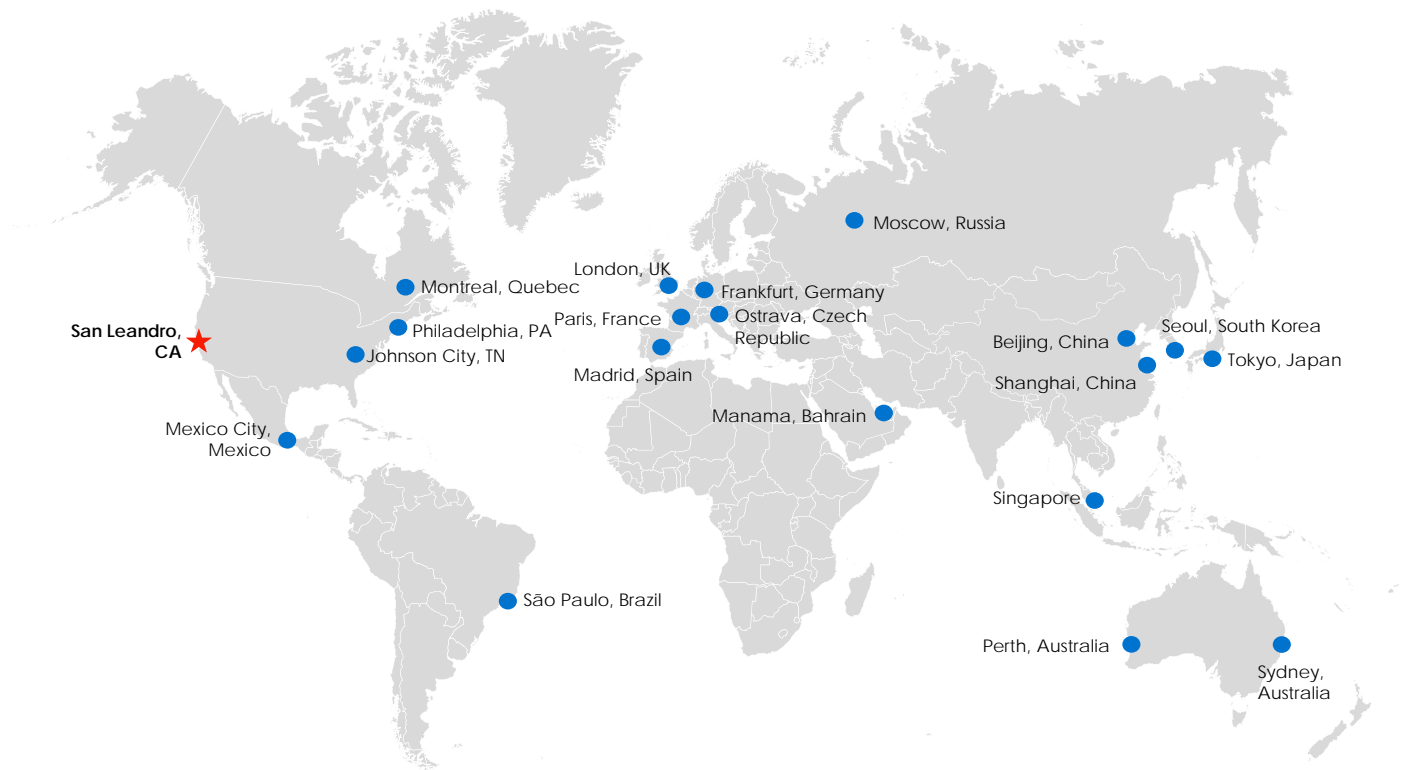 Moscow, Russia
London, UK
Montreal, Quebec
Frankfurt, Germany
Paris, France
Ostrava, Czech
Republic
San Leandro,
CA
Philadelphia, PA
Johnson City, TN
Madrid, Spain
Seoul, South Korea
Beijing, China
Tokyo, Japan
Shanghai, China
Manama, Bahrain
Mexico City,
Mexico
Singapore
São Paulo, Brazil
Perth, Australia
Sydney,
Australia